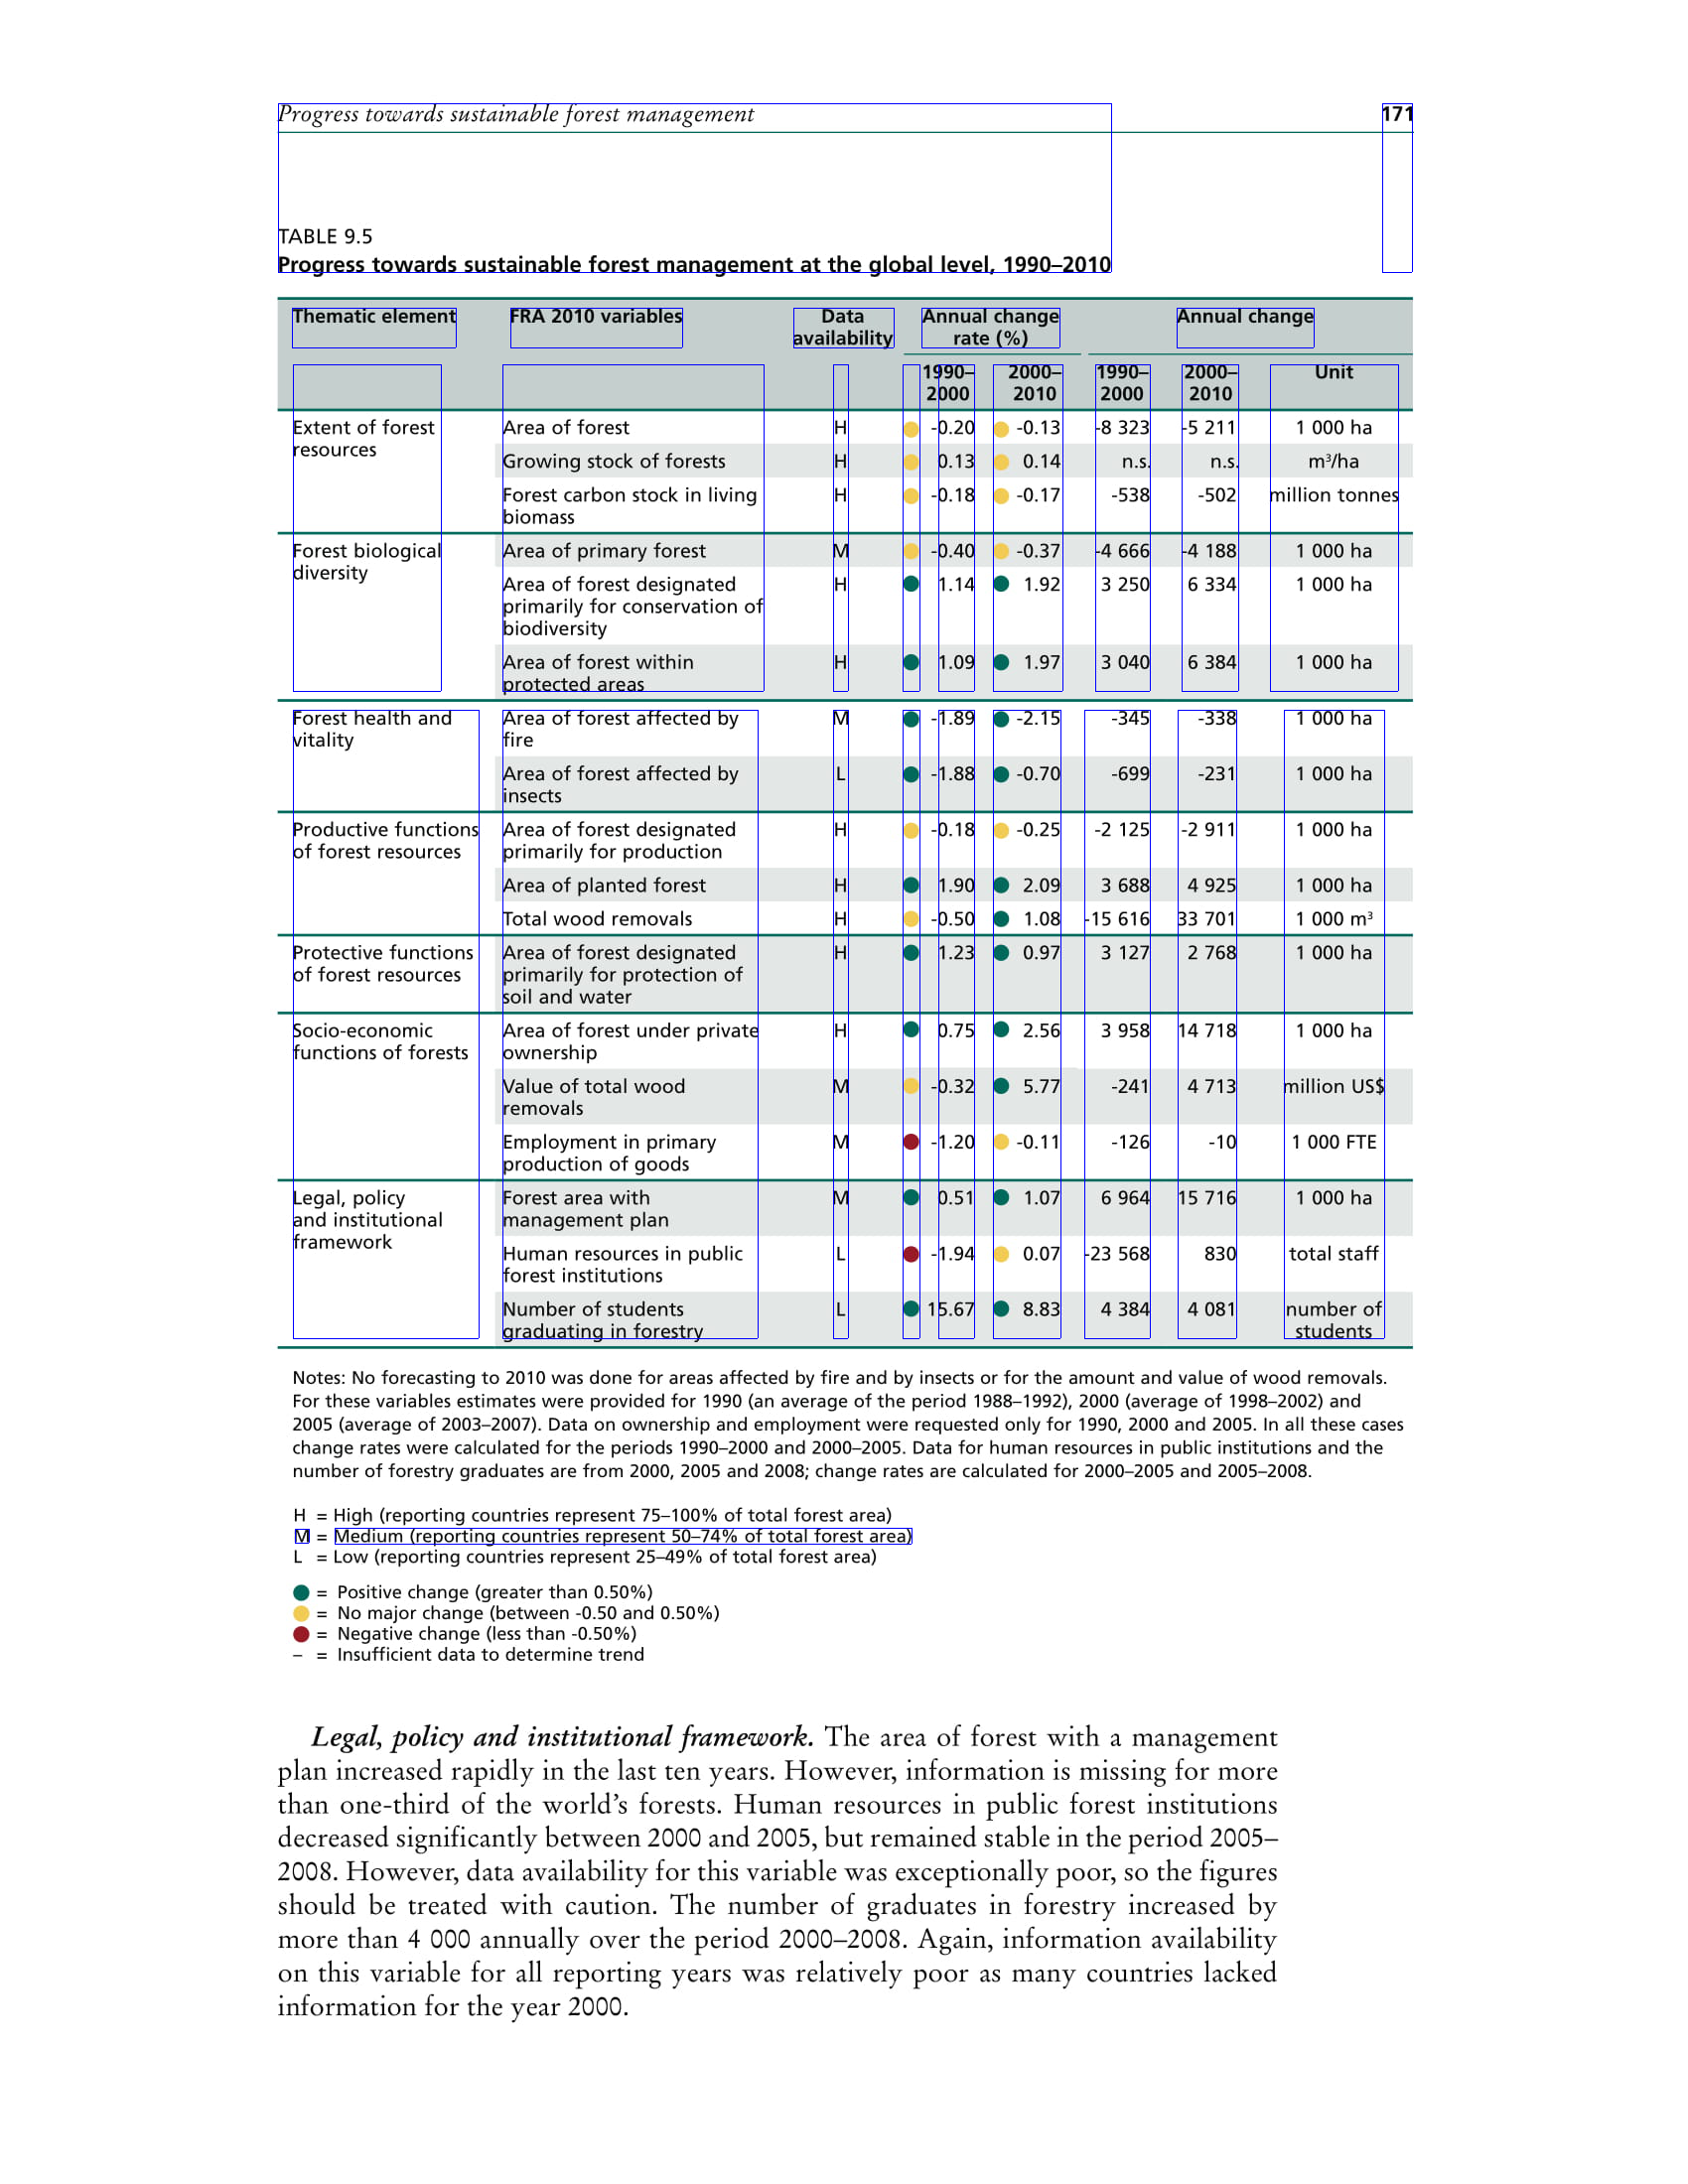 Progress towards sustainable forest management 171
TABLE 9.5
Progress towards sustainable forest management at the global level, 1990–2010
Thematic element FRA 2010 variables Data availability Annual change rate (%) Annual change
1990–2000 2000–2010 1990–2000 2000–2010 Unit
Extent of forest resources Area of forest H -0.20 -0.13 -8 323 -5 211 1 000 ha
Growing stock of forests H 0.13 0.14 n.s. n.s. m³/ha
Forest carbon stock in living biomass H -0.18 -0.17 -538 -502 million tonnes
Forest biological diversity Area of primary forest M -0.40 -0.37 -4 666 -4 188 1 000 ha
Area of forest designated primarily for conservation of biodiversity H 1.14 1.92 3 250 6 334 1 000 ha
Area of forest within protected areas H 1.09 1.97 3 040 6 384 1 000 ha
Forest health and vitality Area of forest affected by fire M -1.89 -2.15 -345 -338 1 000 ha
Area of forest affected by insects L -1.88 -0.70 -699 -231 1 000 ha
Productive functions of forest resources Area of forest designated primarily for production H -0.18 -0.25 -2 125 -2 911 1 000 ha
Area of planted forest H 1.90 2.09 3 688 4 925 1 000 ha
Total wood removals H -0.50 1.08 -15 616 33 701 1 000 m³
Protective functions of forest resources Area of forest designated primarily for protection of soil and water H 1.23 0.97 3 127 2 768 1 000 ha
Socio-economic functions of forests Area of forest under private ownership H 0.75 2.56 3 958 14 718 1 000 ha
Value of total wood removals M -0.32 5.77 -241 4 713 million US$
Employment in primary production of goods M -1.20 -0.11 -126 -10 1 000 FTE
Legal, policy and institutional framework Forest area with management plan M 0.51 1.07 6 964 15 716 1 000 ha
Human resources in public forest institutions L -1.94 0.07 -23 568 830 total staff
Number of students graduating in forestry L 15.67 8.83 4 384 4 081 number of students
Notes: No forecasting to 2010 was done for areas affected by fire and by insects or for the amount and value of wood removals.
For these variables estimates were provided for 1990 (an average of the period 1988–1992), 2000 (average of 1998–2002) and
2005 (average of 2003–2007). Data on ownership and employment were requested only for 1990, 2000 and 2005. In all these cases
change rates were calculated for the periods 1990–2000 and 2000–2005. Data for human resources in public institutions and the
number of forestry graduates are from 2000, 2005 and 2008; change rates are calculated for 2000–2005 and 2005–2008.
H = High (reporting countries represent 75–100% of total forest area)
M = Medium (reporting countries represent 50–74% of total forest area)
L = Low (reporting countries represent 25–49% of total forest area)
= Positive change (greater than 0.50%)
= No major change (between -0.50 and 0.50%)
= Negative change (less than -0.50%)
– = Insufficient data to determine trend
Legal, policy and institutional framework. The area of forest with a management
plan increased rapidly in the last ten years. However, information is missing for more
than one-third of the world's forests. Human resources in public forest institutions
decreased significantly between 2000 and 2005, but remained stable in the period 2005–
2008. However, data availability for this variable was exceptionally poor, so the figures
should be treated with caution. The number of graduates in forestry increased by
more than 4 000 annually over the period 2000–2008. Again, information availability
on this variable for all reporting years was relatively poor as many countries lacked
information for the year 2000.